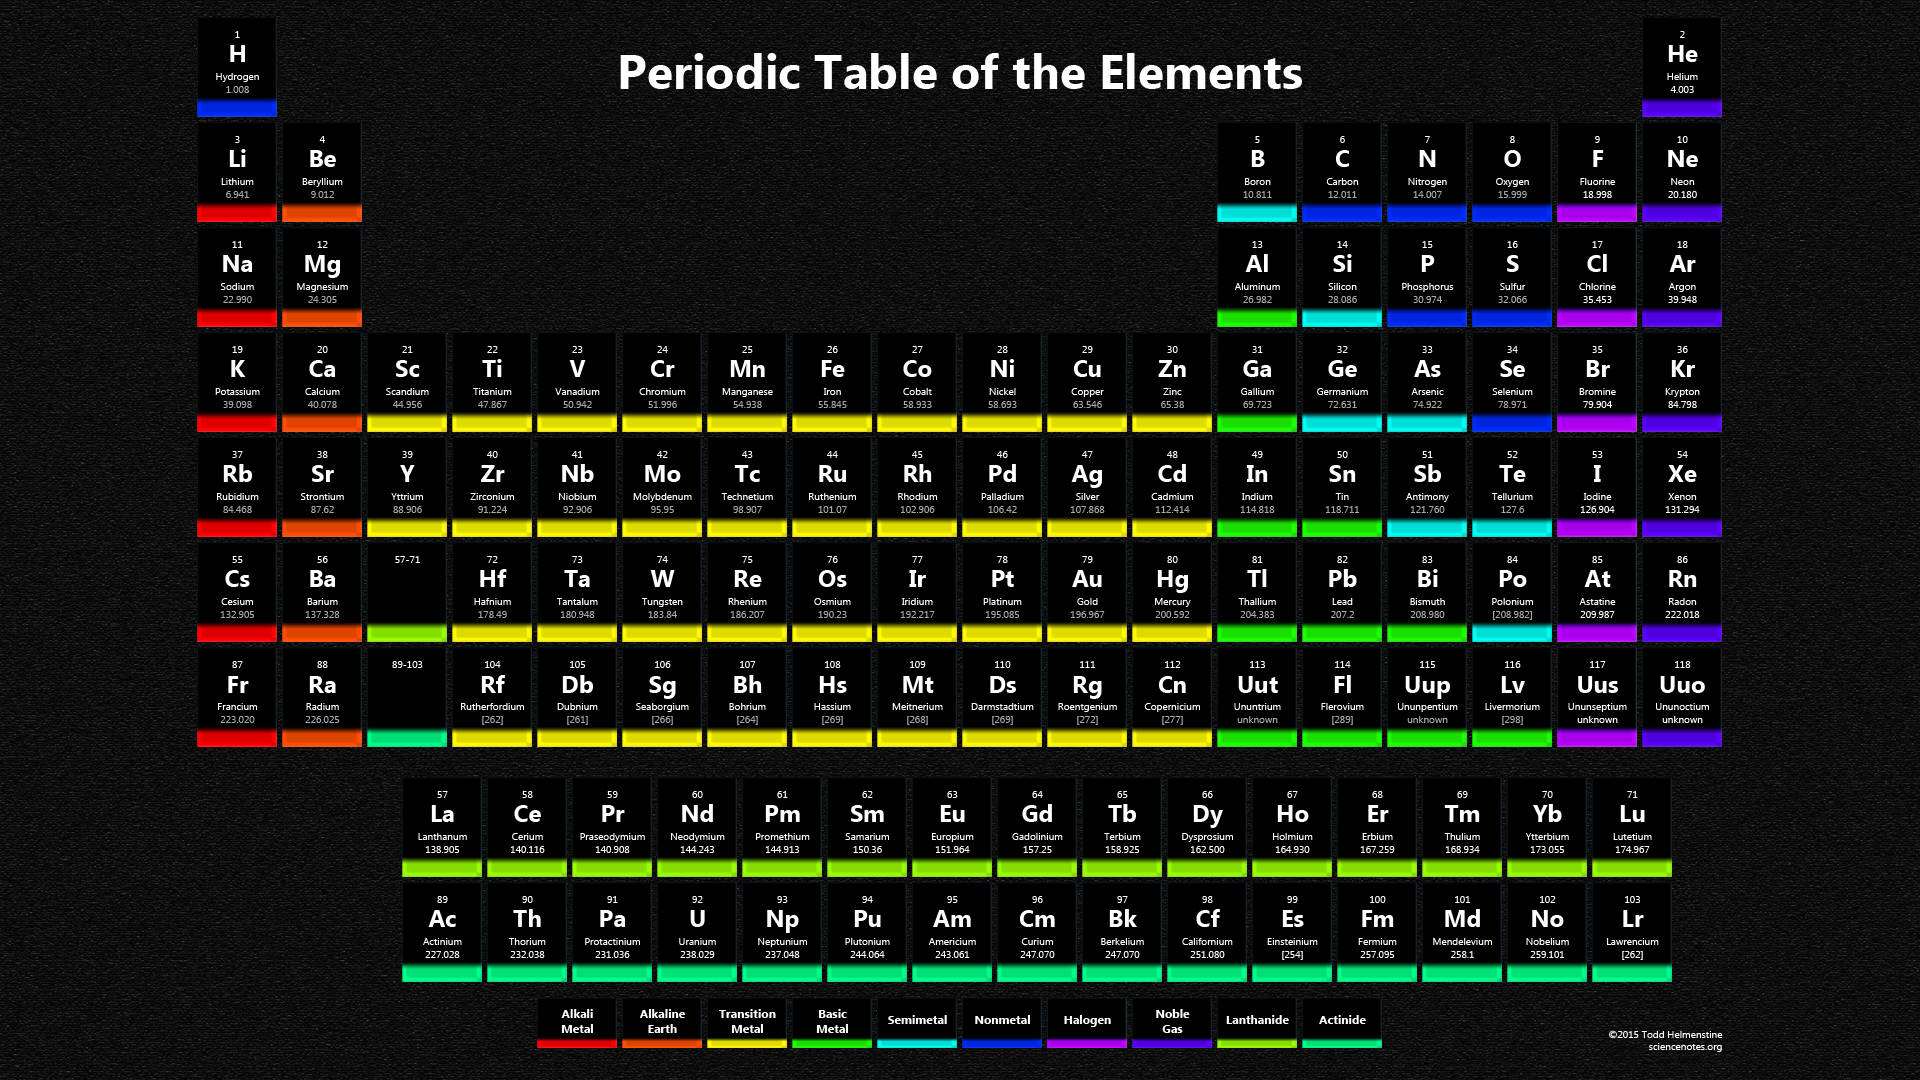 Periodic Table of the Elements
1
H
Hydrogen
1.008
2
He
Helium
4.003
3
Li
Lithium
6.941
4
Be
Beryllium
9.012
5
B
Boron
10.811
6
C
Carbon
12.011
7
N
Nitrogen
14.007
8
O
Oxygen
15.999
9
F
Fluorine
18.998
10
Ne
Neon
20.180
11
Na
Sodium
22.990
12
Mg
Magnesium
24.305
13
Al
Aluminum
26.982
14
Si
Silicon
28.086
15
P
Phosphorus
30.974
16
S
Sulfur
32.066
17
Cl
Chlorine
35.453
18
Ar
Argon
39.948
19
K
Potassium
39.098
20
Ca
Calcium
40.078
21
Sc
Scandium
44.956
22
Ti
Titanium
47.867
23
V
Vanadium
50.942
24
Cr
Chromium
51.996
25
Mn
Manganese
54.938
26
Fe
Iron
55.845
27
Co
Cobalt
58.933
28
Ni
Nickel
58.693
29
Cu
Copper
63.546
30
Zn
Zinc
65.38
31
Ga
Gallium
69.723
32
Ge
Germanium
72.631
33
As
Arsenic
74.922
34
Se
Selenium
78.971
35
Br
Bromine
79.904
36
Kr
Krypton
84.798
37
Rb
Rubidium
84.468
38
Sr
Strontium
87.62
39
Y
Yttrium
88.906
40
Zr
Zirconium
91.224
41
Nb
Niobium
92.906
42
Mo
Molybdenum
95.95
43
Tc
Technetium
98.907
44
Ru
Ruthenium
101.07
45
Rh
Rhodium
102.906
46
Pd
Palladium
106.42
47
Ag
Silver
107.868
48
Cd
Cadmium
112.414
49
In
Indium
114.818
50
Sn
Tin
118.711
51
Sb
Antimony
121.760
52
Te
Tellurium
127.6
53
I
Iodine
126.904
54
Xe
Xenon
131.294
55
Cs
Cesium
132.905
56
Ba
Barium
137.328
57-71
72
Hf
Hafnium
178.49
73
Ta
Tantalum
180.948
74
W
Tungsten
183.84
75
Re
Rhenium
186.207
76
Os
Osmium
190.23
77
Ir
Iridium
192.217
78
Pt
Platinum
195.085
79
Au
Gold
196.967
80
Hg
Mercury
200.592
81
Tl
Thallium
204.383
82
Pb
Lead
207.2
83
Bi
Bismuth
208.980
84
Po
Polonium
[208.982]
85
At
Astatine
209.987
86
Rn
Radon
222.018
87
Fr
Francium
223.020
88
Ra
Radium
226.025
89-103
104
Rf
Rutherfordium
[262]
105
Db
Dubnium
[261]
106
Sg
Seaborgium
[266]
107
Bh
Bohrium
[264]
108
Hs
Hassium
[269]
109
Mt
Meitnerium
[268]
110
Ds
Darmstadtium
[269]
111
Rg
Roentgenium
[272]
112
Cn
Copernicium
[277]
113
Uut
Ununtrium
unknown
114
Fl
Flerovium
[289]
115
Uup
Ununpentium
unknown
116
Lv
Livermorium
[298]
117
Uus
Ununseptium
unknown
118
Uuo
Ununoctium
unknown
57
La
Lanthanum
138.905
58
Ce
Cerium
140.116
59
Pr
Praseodymium
140.908
60
Nd
Neodymium
144.243
61
Pm
Promethium
144.913
62
Sm
Samarium
150.36
63
Eu
Europium
151.964
64
Gd
Gadolinium
157.25
65
Tb
Terbium
158.925
66
Dy
Dysprosium
162.500
67
Ho
Holmium
164.930
68
Er
Erbium
167.259
69
Tm
Thulium
168.934
70
Yb
Ytterbium
173.055
71
Lu
Lutetium
174.967
89
Ac
Actinium
227.028
90
Th
Thorium
232.038
91
Pa
Protactinium
231.036
92
U
Uranium
238.029
93
Np
Neptunium
237.048
94
Pu
Plutonium
244.064
95
Am
Americium
243.061
96
Cm
Curium
247.070
97
Bk
Berkelium
247.070
98
Cf
Californium
251.080
99
Es
Einsteinium
[254]
100
Fm
Fermium
257.095
101
Md
Mendelevium
258.1
102
No
Nobelium
259.101
103
Lr
Lawrencium
[262]
Alkali
Metal
Alkaline
Earth
Transition
Metal
Basic
Metal
Semimetal
Nonmetal
Halogen
Noble
Gas
Lanthanide
Actinide
©2015 Todd Helmenstine
sciencenotes.org